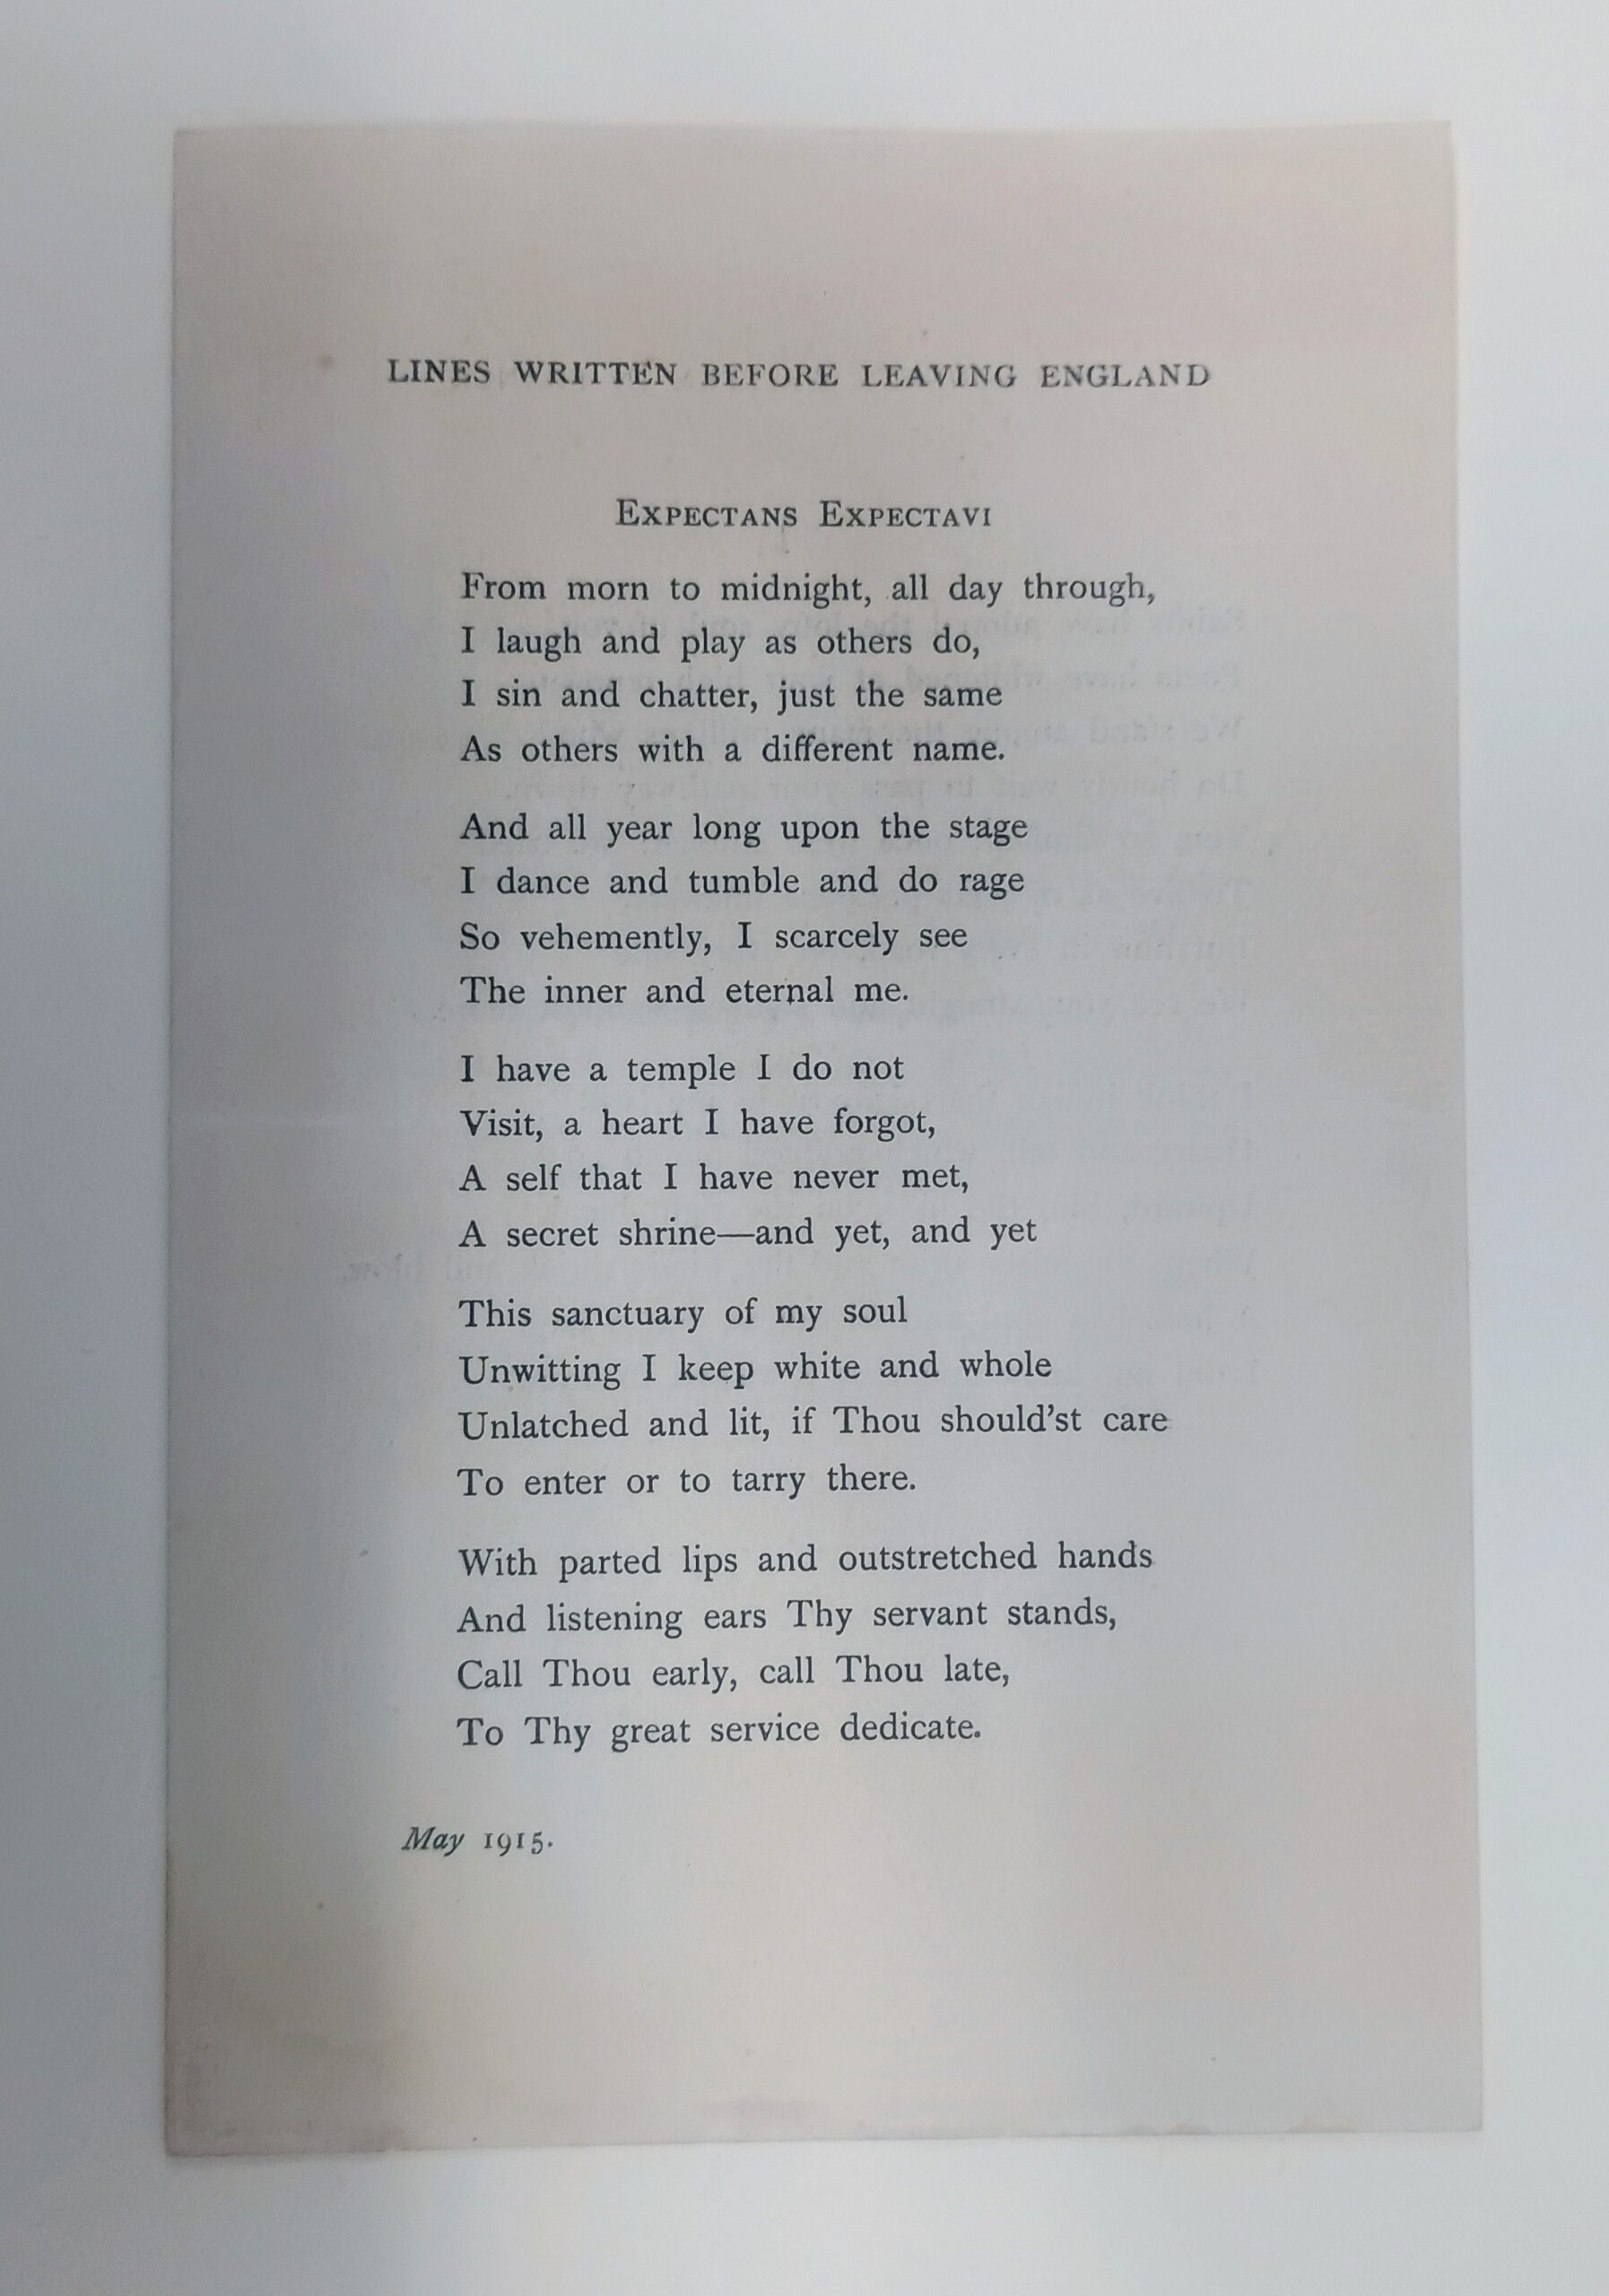 LINES WRITTEN BEFORE LEAVING ENGLAND
EXPECTANS EXPECTAVI
From morn to midnight, all day through,
I laugh and play as others do,
I sin and chatter, just the same
As others with a different name.
And all year long upon the stage
I dance and tumble and do rage
So vehemently, I scarcely see
The inner and eternal me.
I have a temple I do not
Visit, a heart I have forgot,
A self that I have never met,
A secret shrine—and yet, and yet
This sanctuary of my soul
Unwitting I keep white and whole
Unlatched and lit, if Thou should'st care
To enter or to tarry there.
With parted lips and outstretched hands
And listening ears Thy servant stands,
Call Thou early, call Thou late,
To Thy great service dedicate.
May 1915.